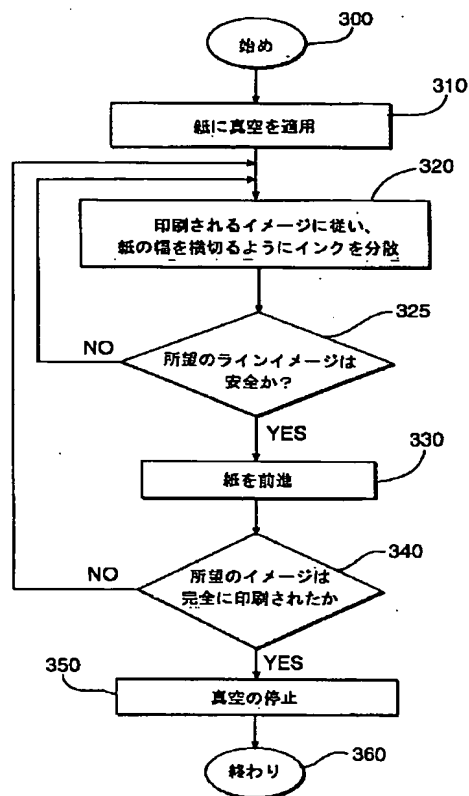 始め
300
紙に真空を適用
310
印刷されるイメージに従い、
紙の幅を横切るようにインクを分散
320
所望のラインイメージは
安全か?
325
NO
YES
紙を前進
330
所望のイメージは
完全に印刷されたか
340
NO
YES
真空の停止
350
終わり
360